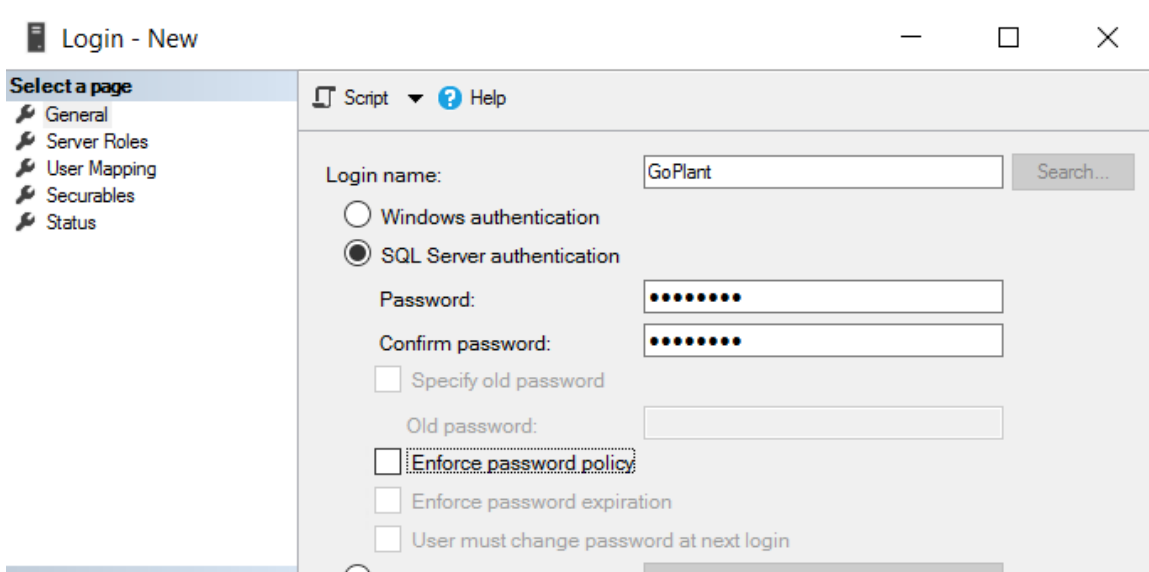 Login - New
Select a page
General
Server Roles
User Mapping
Securables
Status
Script
Help
Login name:
GoPlant
Search...
Windows authentication
SQL Server authentication
Password:
••••••••
Confirm password:
••••••••
Specify old password
Old password:
Enforce password policy
Enforce password expiration
User must change password at next login